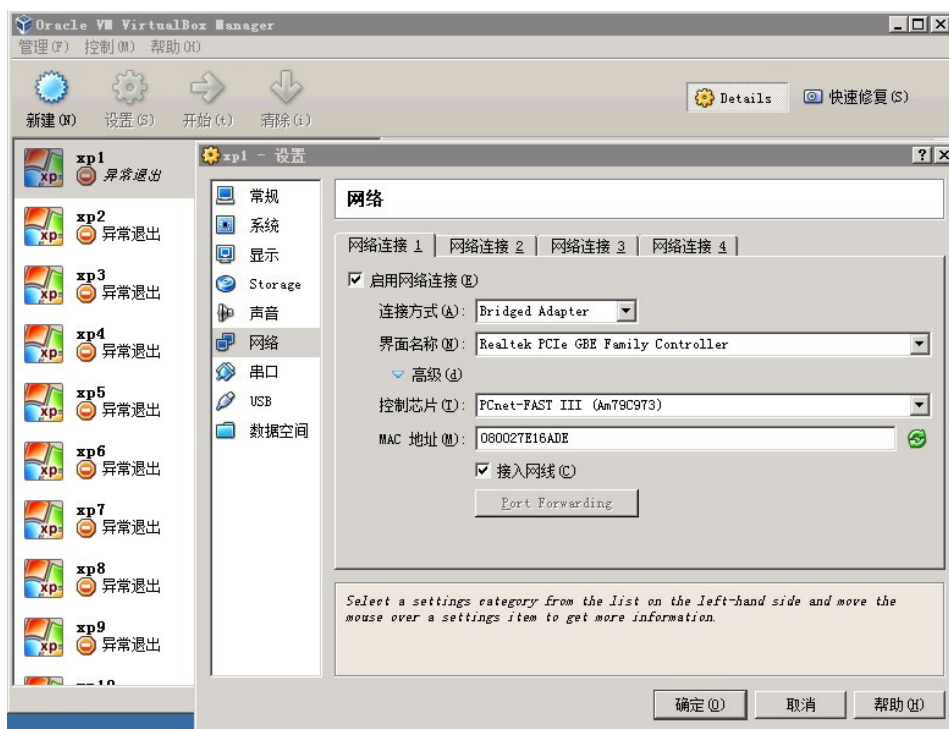 Oracle VM VirtualBox Manager
管理(F) 控制(M) 帮助(H)
新建(N) 设置(S) 开始(t) 清除(i) Details 快速修复(S)
xp1
异常退出
xp2
异常退出
xp3
异常退出
xp4
异常退出
xp5
异常退出
xp6
异常退出
xp7
异常退出
xp8
异常退出
xp9
异常退出
xp1 - 设置
常规
系统
显示
Storage
声音
网络
串口
USB
数据空间
网络
网络连接 1 网络连接 2 网络连接 3 网络连接 4
启用网络连接(E)
连接方式(A): Bridged Adapter
界面名称(N): Realtek PCIe GBE Family Controller
高级(d)
控制芯片(T): PCnet-FAST III (Am79C973)
MAC 地址(M): 080027E16ADE
接入网线(C)
Port Forwarding
Select a settings category from the list on the left-hand side and move the
mouse over a settings item to get more information.
确定(O) 取消 帮助(H)